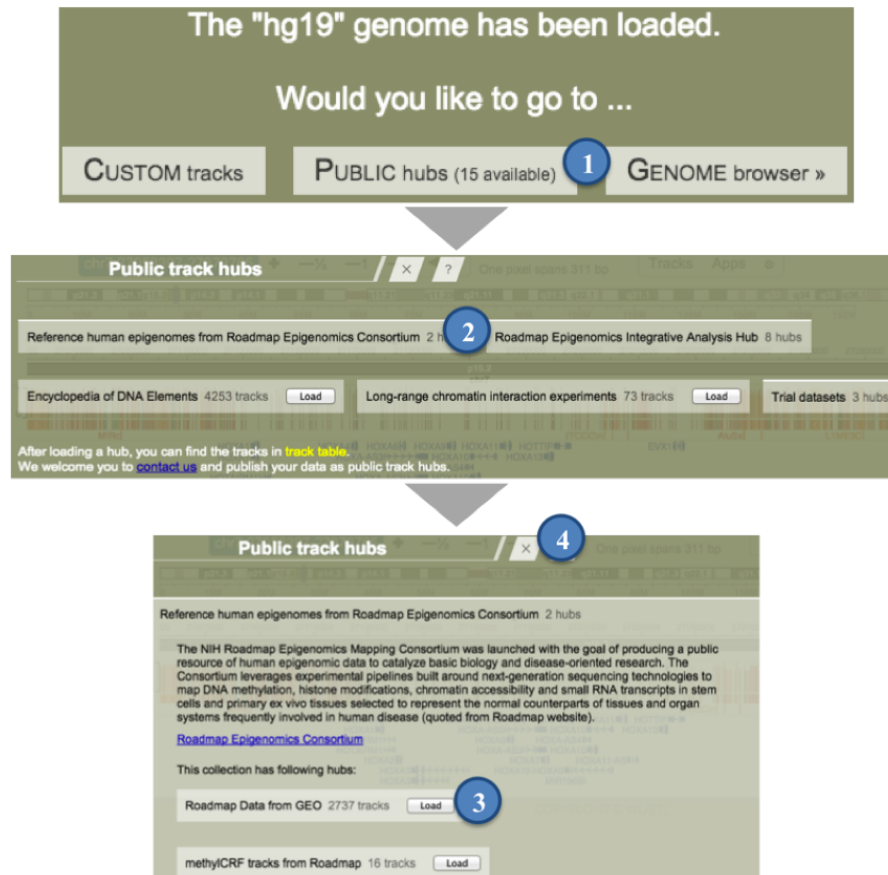 The "hg19" genome has been loaded.
Would you like to go to ...
CUSTOM tracks
PUBLIC hubs (15 available)
1
GENOME browser »
Public track hubs
× ?
One pixel spans 311 bp
Tracks Apps
Reference human epigenomes from Roadmap Epigenomics Consortium 2
2
Roadmap Epigenomics Integrative Analysis Hub 8 hubs
Encyclopedia of DNA Elements 4253 tracks Load
Long-range chromatin interaction experiments 73 tracks Load
Trial datasets 3 hubs
After loading a hub, you can find the tracks in track table.
We welcome you to contact us and publish your data as public track hubs.
Public track hubs
×
4
One pixel spans 311 bp
Reference human epigenomes from Roadmap Epigenomics Consortium 2 hubs
The NIH Roadmap Epigenomics Mapping Consortium was launched with the goal of producing a public
resource of human epigenomic data to catalyze basic biology and disease-oriented research. The
Consortium leverages experimental pipelines built around next-generation sequencing technologies to
map DNA methylation, histone modifications, chromatin accessibility and small RNA transcripts in stem
cells and primary ex vivo tissues selected to represent the normal counterparts of tissues and organ
systems frequently involved in human disease (quoted from Roadmap website).
Roadmap Epigenomics Consortium
This collection has following hubs:
Roadmap Data from GEO 2737 tracks Load
3
methylCRF tracks from Roadmap 16 tracks Load